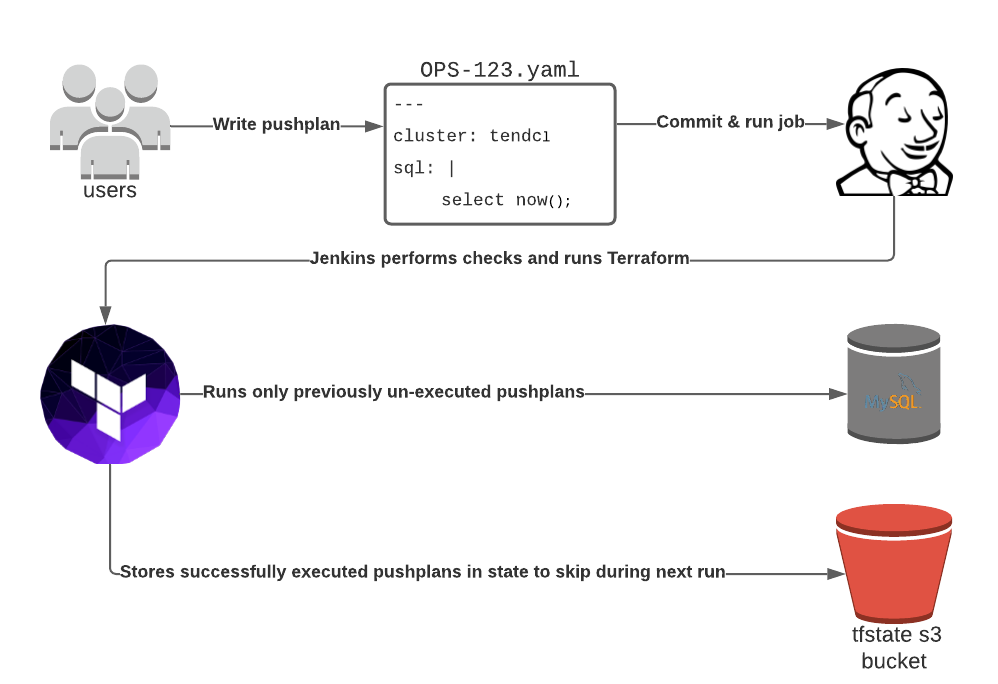 OPS-123.yaml
---
cluster: tendcl
sql: |
select now();
Write pushplan
Commit & run job
users
Jenkins performs checks and runs Terraform
Runs only previously un-executed pushplans
MySQL
Stores successfully executed pushplans in state to skip during next run
tfstate s3
bucket